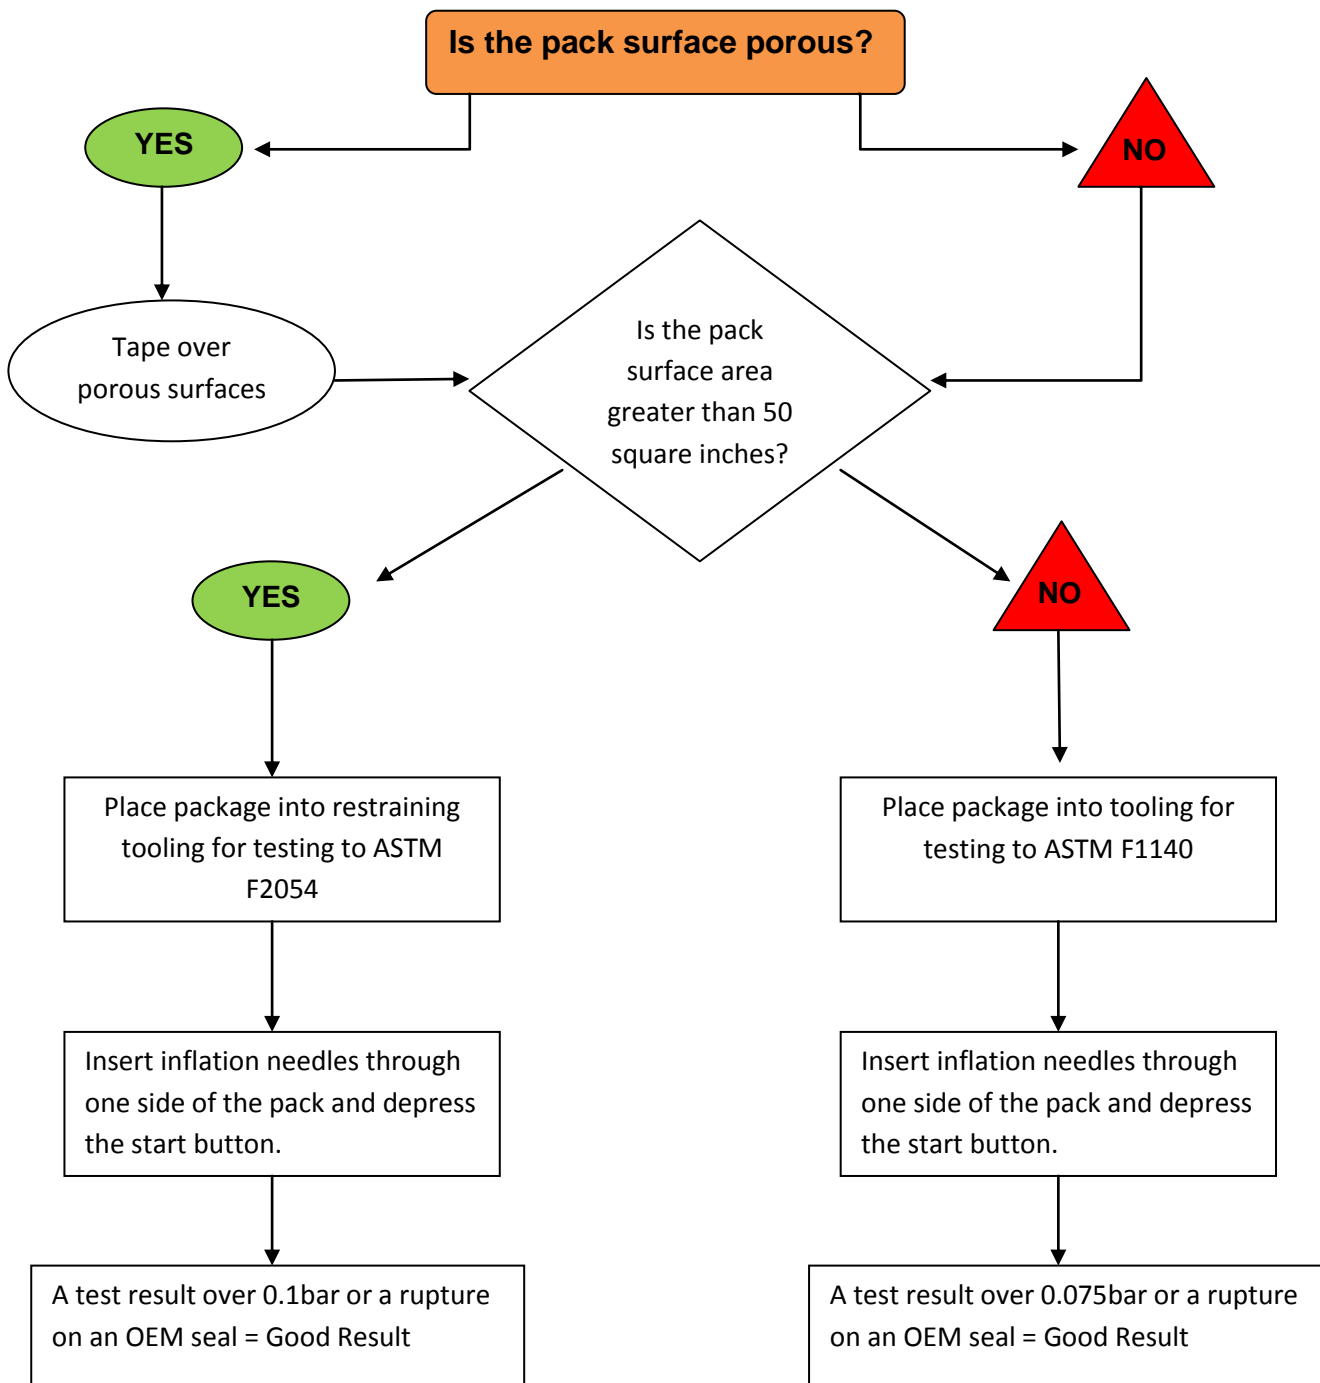 Is the pack surface porous?
YES
NO
Tape over
porous surfaces
Is the pack
surface area
greater than 50
square inches?
YES
NO
Place package into restraining
tooling for testing to ASTM
F2054
Place package into tooling for
testing to ASTM F1140
Insert inflation needles through
one side of the pack and depress
the start button.
Insert inflation needles through
one side of the pack and depress
the start button.
A test result over 0.1bar or a rupture
on an OEM seal = Good Result
A test result over 0.075bar or a rupture
on an OEM seal = Good Result